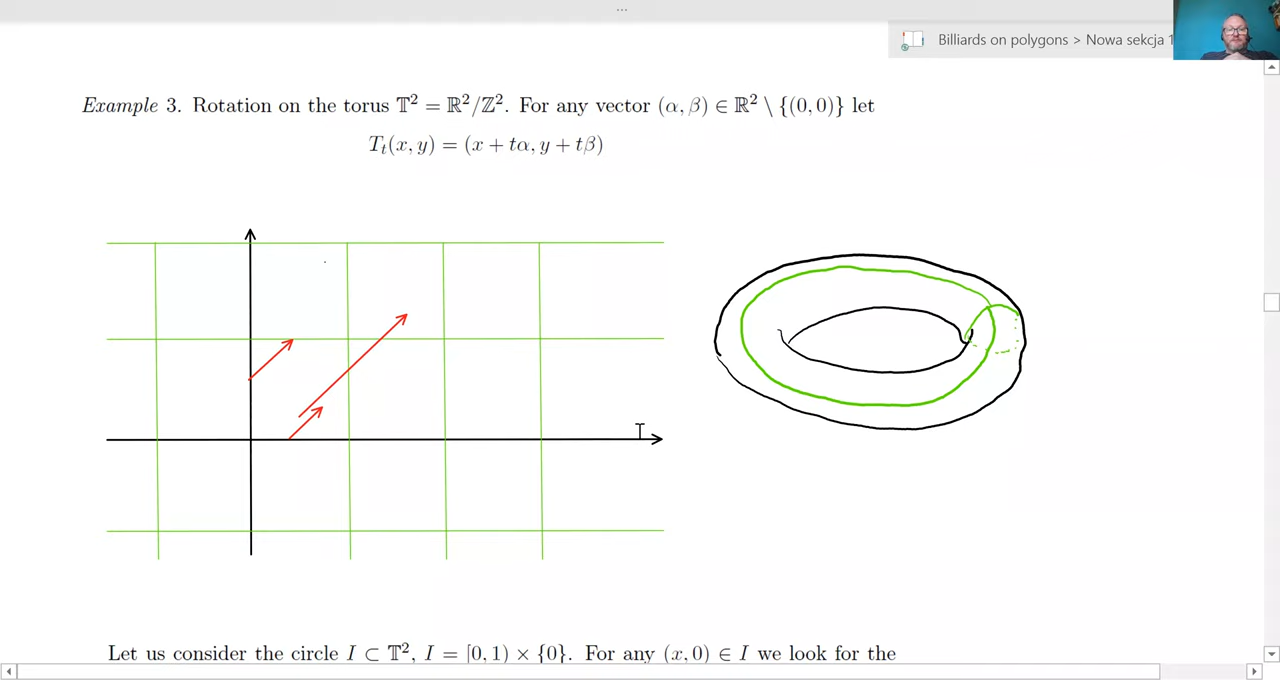 ...
Billiards on polygons > Nowa sekcja 1
Example 3. Rotation on the torus 𝕋² = ℝ²/ℤ². For any vector (α, β) ∈ ℝ² \ {(0, 0)} let
Tₜ(x, y) = (x + tα, y + tβ)
Let us consider the circle I ⊂ 𝕋², I = [0, 1) × {0}. For any (x, 0) ∈ I we look for the